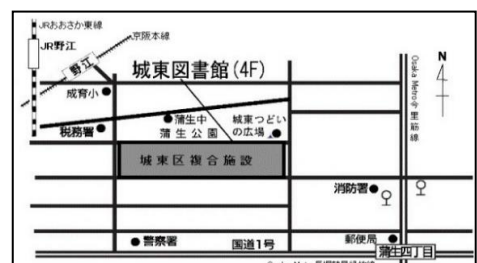 JRおおさか東線
JR野江
京阪本線
野江
城東図書館(4F)
成育小
税務署
蒲生中
蒲生公園
城東つどい
の広場
城東区複合施設
Osaka Metro今里筋線
N
消防署
警察署
国道1号
郵便局
蒲生四丁目